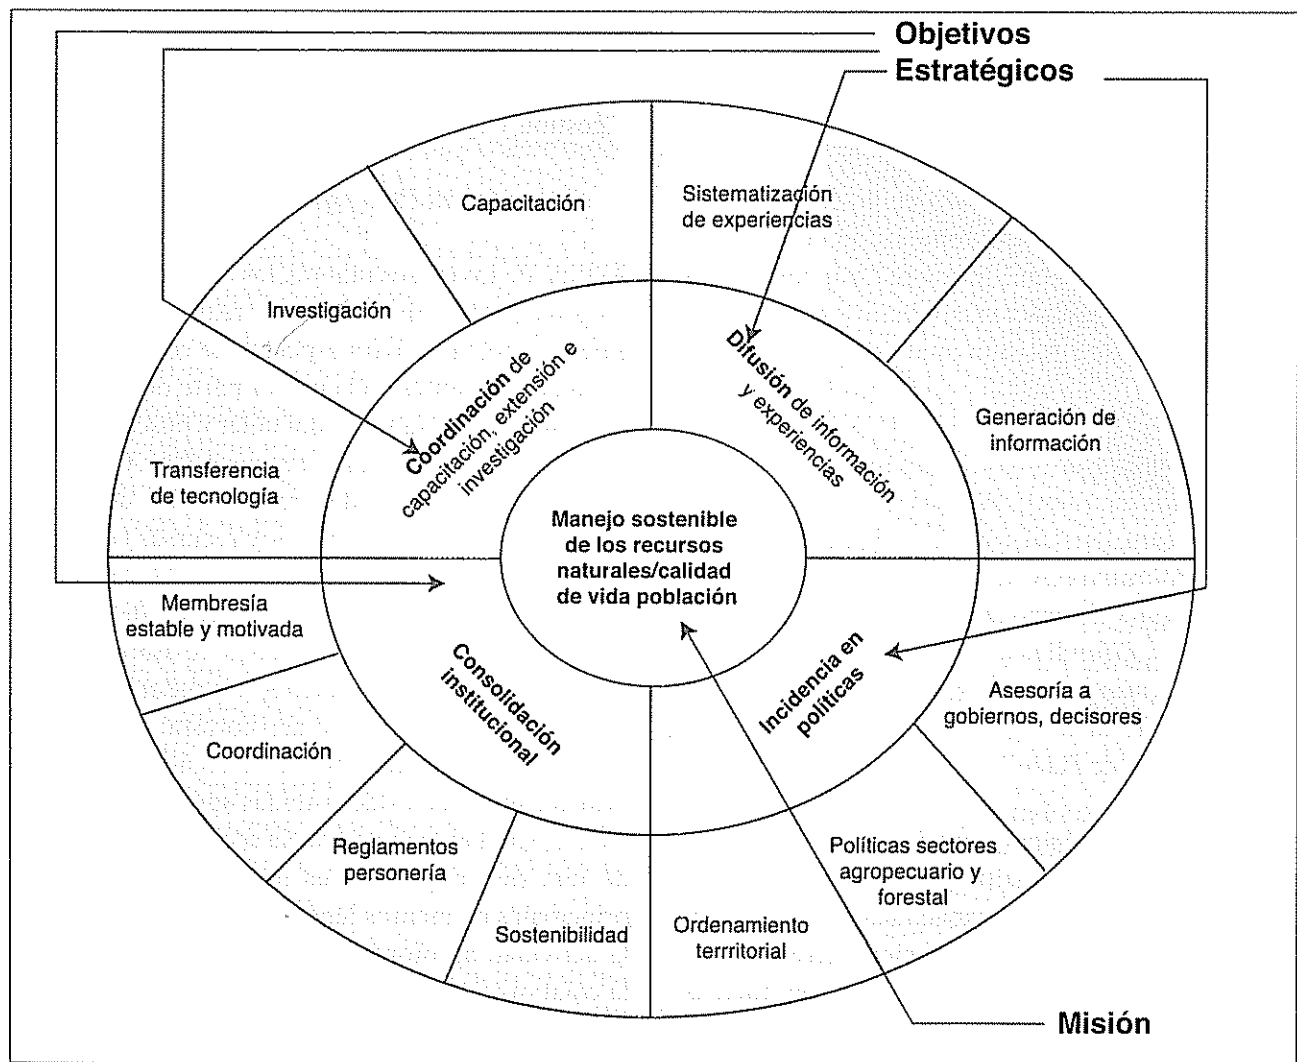 Objetivos
Estratégicos
Capacitación
Sistematización
de experiencias
Investigación
Generación de
información
Transferencia
de tecnología
Coordinación de
capacitación, extensión e
investigación
Difusión de información
y experiencias
Manejo sostenible
de los recursos
naturales/calidad
de vida población
Membresía
estable y motivada
Coordinación
Reglamentos
personería
Sostenibilidad
Consolidación
institucional
Incidencia en
políticas
Asesoría a
gobiernos, decisores
Políticas sectores
agropecuario y
forestal
Ordenamiento
terrritorial
Misión